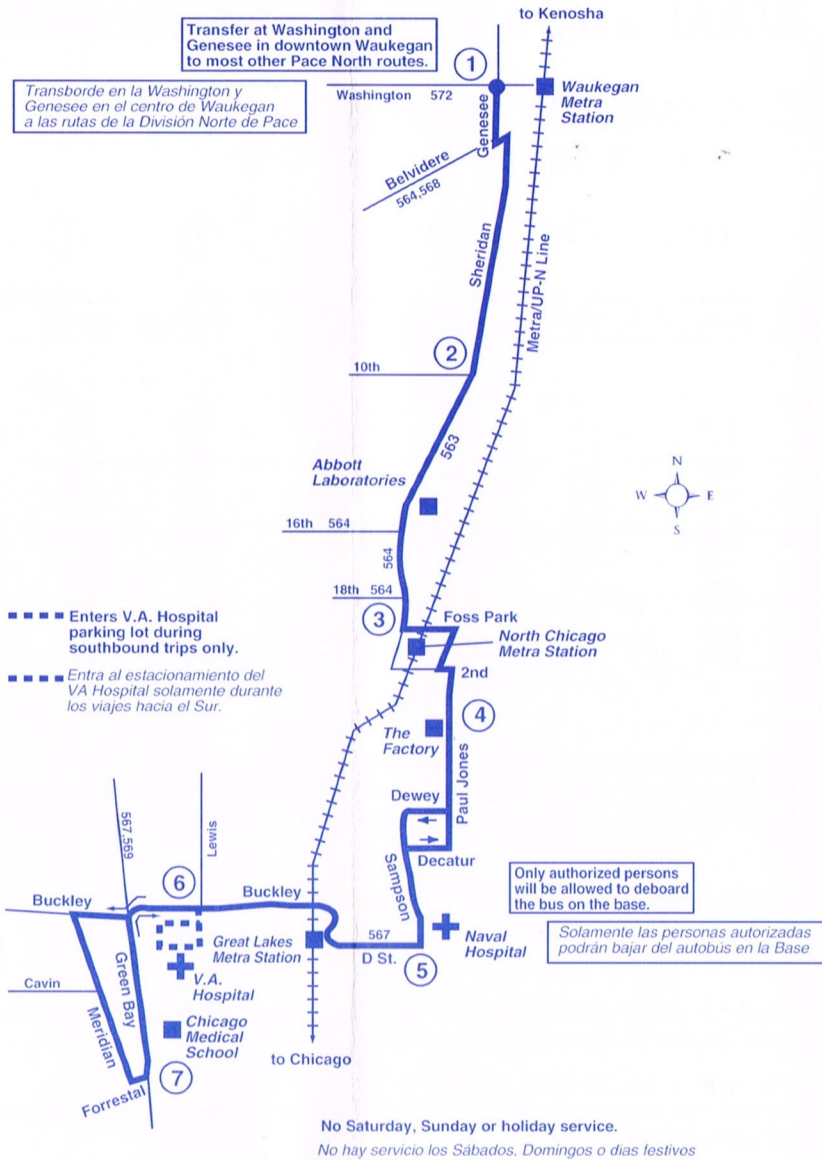 to Kenosha
Transfer at Washington and
Genesee in downtown Waukegan
to most other Pace North routes.
Transborde en la Washington y
Genesee en el centro de Waukegan
a las rutas de la División Norte de Pace
1
Washington 572
Genesee
Waukegan
Metra
Station
Belvidere
564,568
Sheridan
Metra/UP-N Line
2
10th
563
Abbott
Laboratories
N
W E
S
16th 564
564
18th 564
3
Foss Park
North Chicago
Metra Station
2nd
Enters V.A. Hospital
parking lot during
southbound trips only.
Entra al estacionamiento del
VA Hospital solamente durante
los viajes hacia el Sur.
4
The
Factory
Paul Jones
Dewey
Decatur
Sampson
567,569
Lewis
6
Buckley
Buckley
Only authorized persons
will be allowed to deboard
the bus on the base.
Solamente las personas autorizadas
podrán bajar del autobús en la Base
Great Lakes
Metra Station
567
D St.
5
Naval
Hospital
Green Bay
V.A.
Hospital
Cavin
Meridian
Chicago
Medical
School
to Chicago
7
Forrestal
No Saturday, Sunday or holiday service.
No hay servicio los Sábados, Domingos o dias festivos